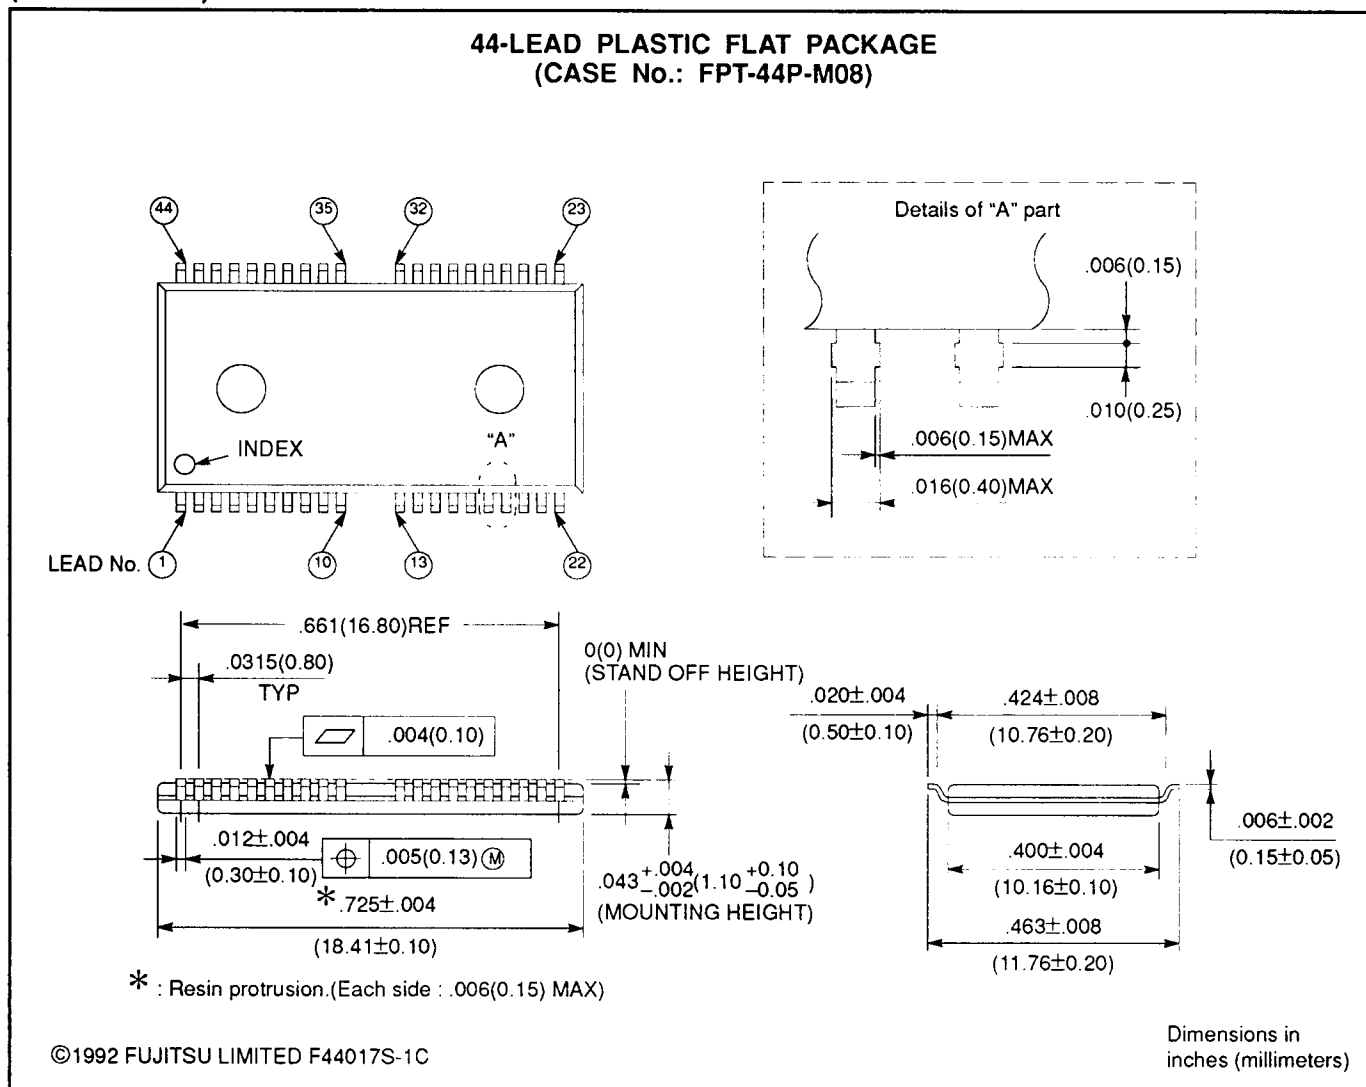 44-LEAD PLASTIC FLAT PACKAGE
(CASE No.: FPT-44P-M08)
44
35
32
23
INDEX
"A"
LEAD No. 1
10
13
22
Details of "A" part
.006(0.15)
.010(0.25)
.006(0.15)MAX
.016(0.40)MAX
.661(16.80)REF
.0315(0.80)
TYP
0(0) MIN
(STAND OFF HEIGHT)
.004(0.10)
.012±.004
(0.30±0.10)
.005(0.13) M
.043 +.004 -.002 (1.10 +0.10 -0.05 )
(MOUNTING HEIGHT)
* .725±.004
(18.41±0.10)
.020±.004
(0.50±0.10)
.424±.008
(10.76±0.20)
.006±.002
(0.15±0.05)
.400±.004
(10.16±0.10)
.463±.008
(11.76±0.20)
* : Resin protrusion.(Each side : .006(0.15) MAX)
©1992 FUJITSU LIMITED F44017S-1C
Dimensions in
inches (millimeters)